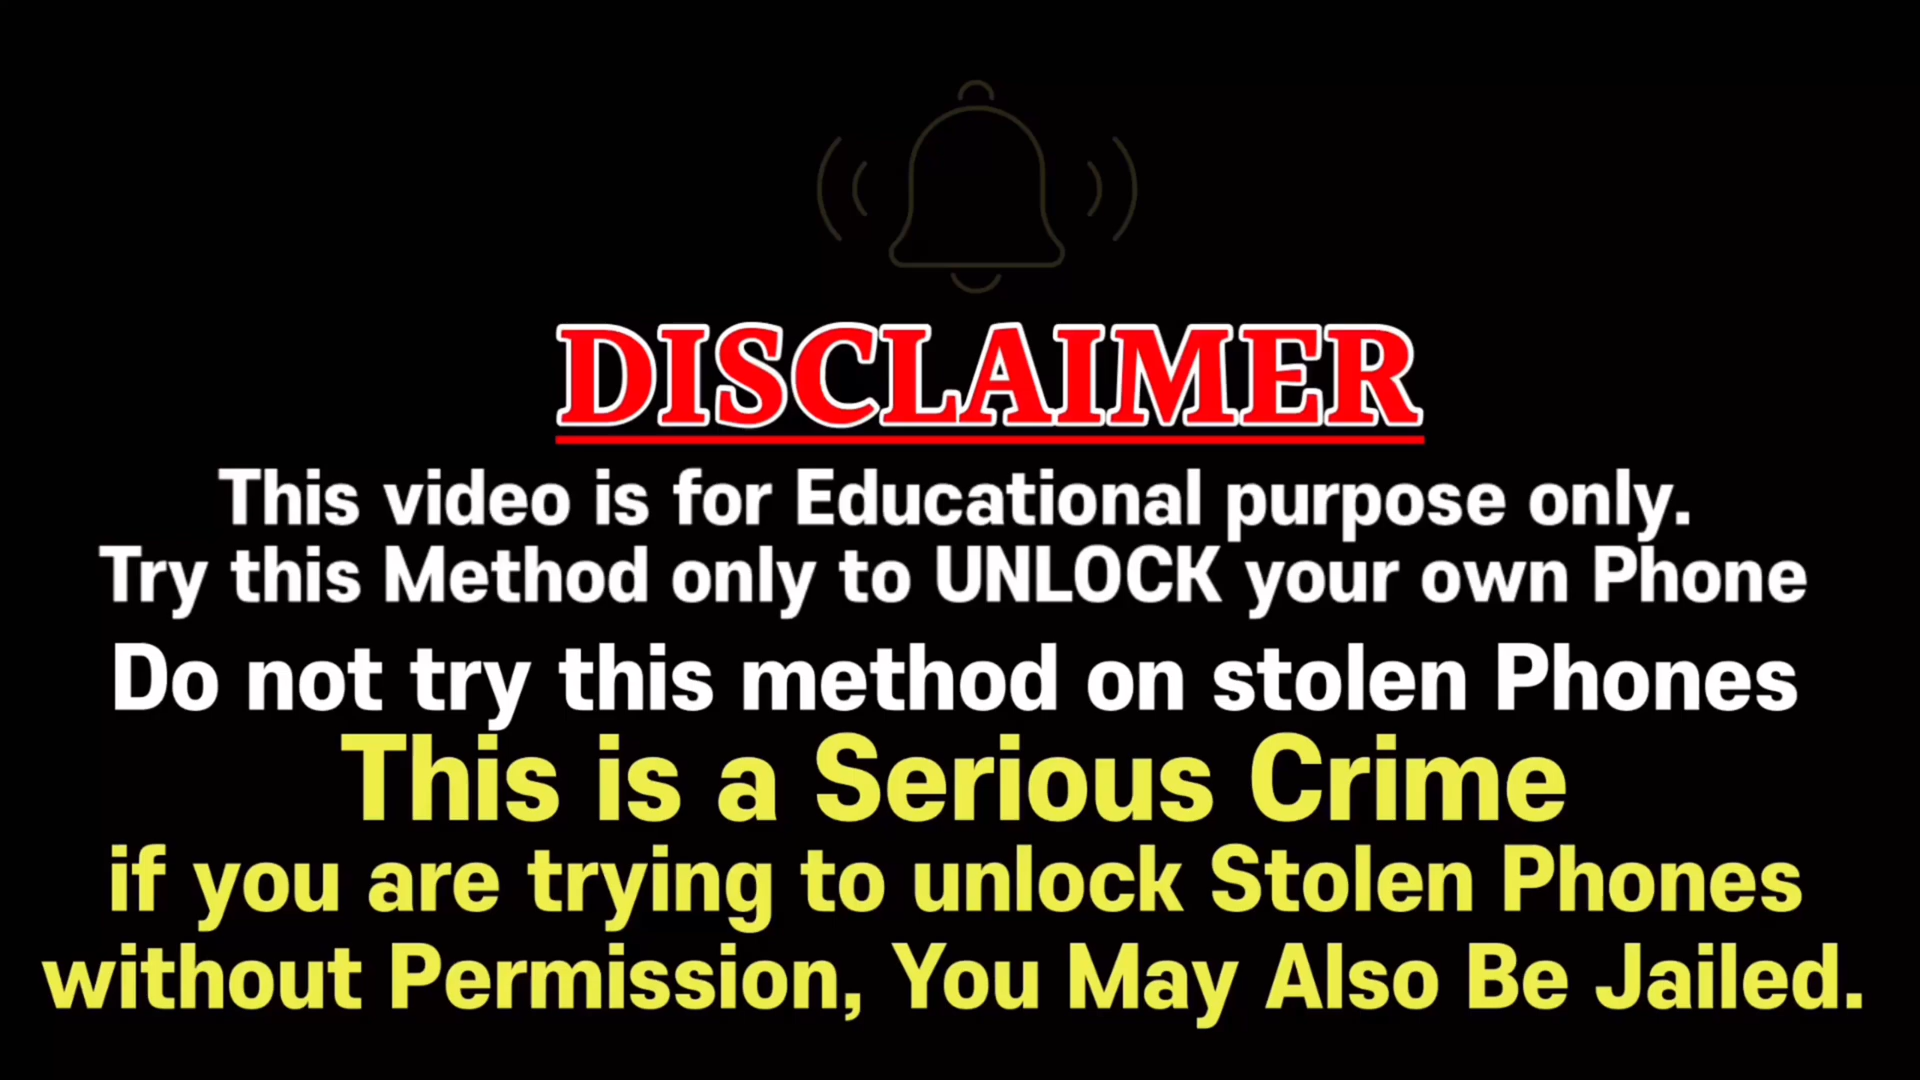 DISCLAIMER
This video is for Educational purpose only.
Try this Method only to UNLOCK your own Phone
Do not try this method on stolen Phones
This is a Serious Crime
if you are trying to unlock Stolen Phones
without Permission, You May Also Be Jailed.